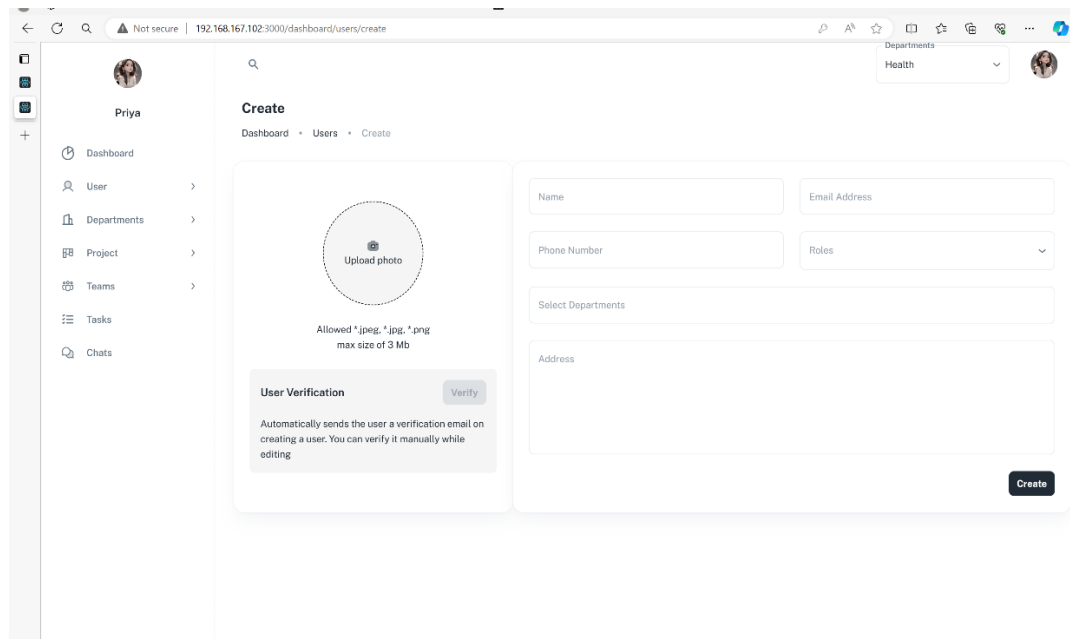 Not secure
192.168.167.102:3000/dashboard/users/create
Priya
Dashboard
User
Departments
Project
Teams
Tasks
Chats
Departments
Health
Create
Dashboard • Users • Create
Upload photo
Allowed *.jpeg, *.jpg, *.png
max size of 3 Mb
User Verification
Verify
Automatically sends the user a verification email on
creating a user. You can verify it manually while
editing
Name
Email Address
Phone Number
Roles
Select Departments
Address
Create